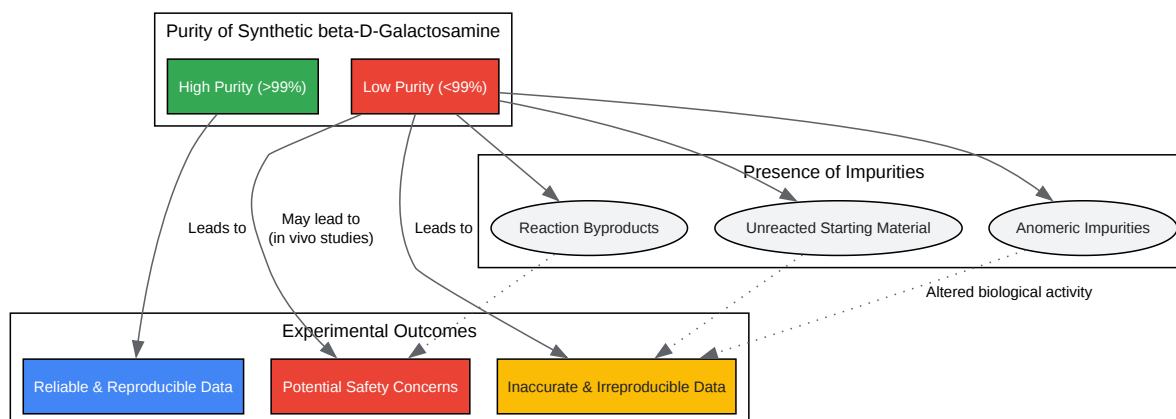 Purity of Synthetic beta-D-Galactosamine
High Purity (>99%)
Low Purity (<99%)
Presence of Impurities
Reaction Byproducts
Unreacted Starting Material
Anomeric Impurities
Leads to
May lead to
(in vivo studies)
Leads to
Altered biological activity
Experimental Outcomes
Reliable & Reproducible Data
Potential Safety Concerns
Inaccurate & Irreproducible Data